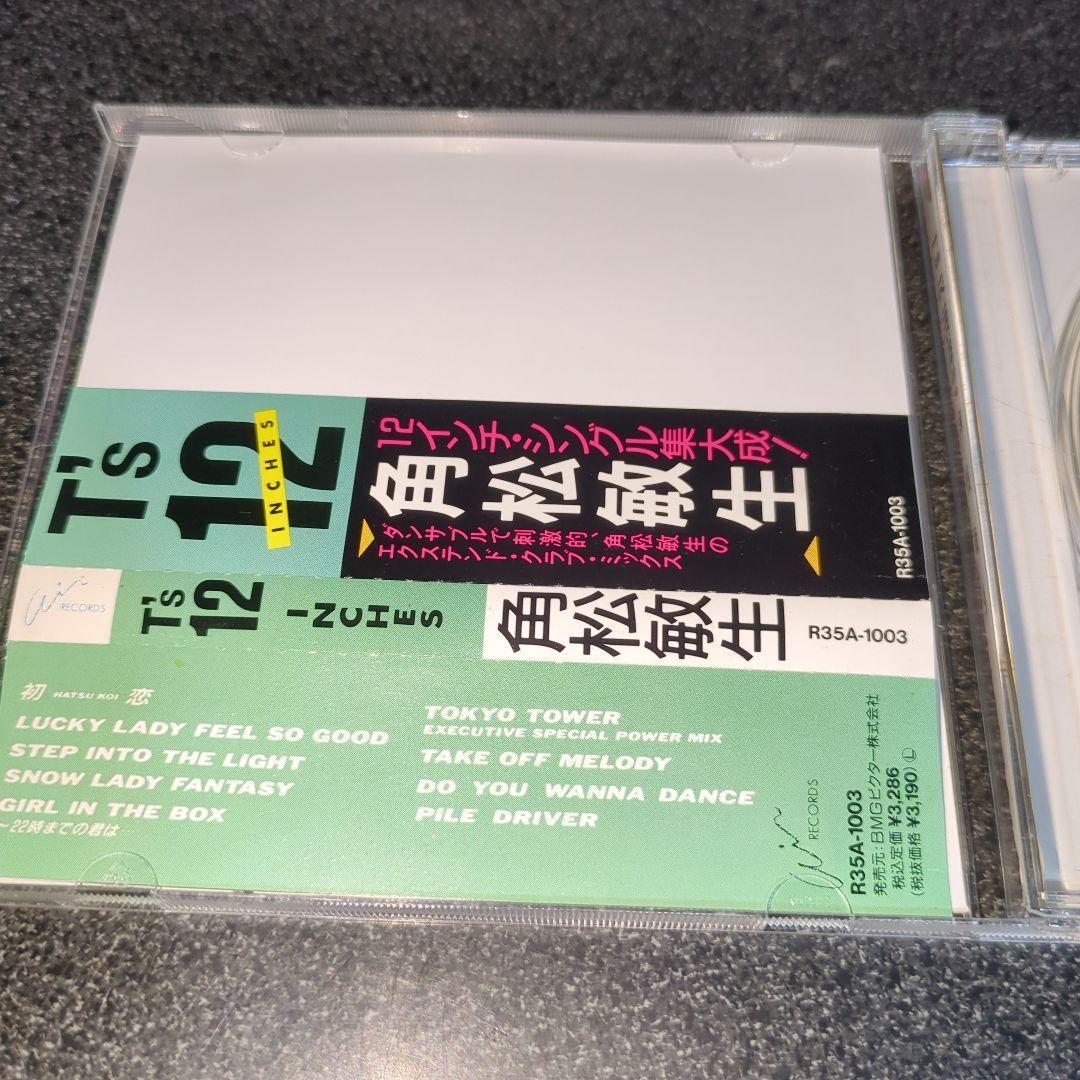 T's
12
INCHES
12インチ・シングル集大成!
角松敏生
ダンサブルで刺激的、角松敏生の
エクステンド・クラブ・ミックス
R35A-1003
air RECORDS
T's
12
INCHES
角松敏生
R35A-1003
初 HATSU KOI 恋
LUCKY LADY FEEL SO GOOD
STEP INTO THE LIGHT
SNOW LADY FANTASY
GIRL IN THE BOX
〜22時までの君は…
TOKYO TOWER
EXECUTIVE SPECIAL POWER MIX
TAKE OFF MELODY
DO YOU WANNA DANCE
PILE DRIVER
air RECORDS
R35A-1003
発売元:BMGビクター株式会社
税込定価 ¥3,286
(税抜価格 ¥3,190) Ⓛ